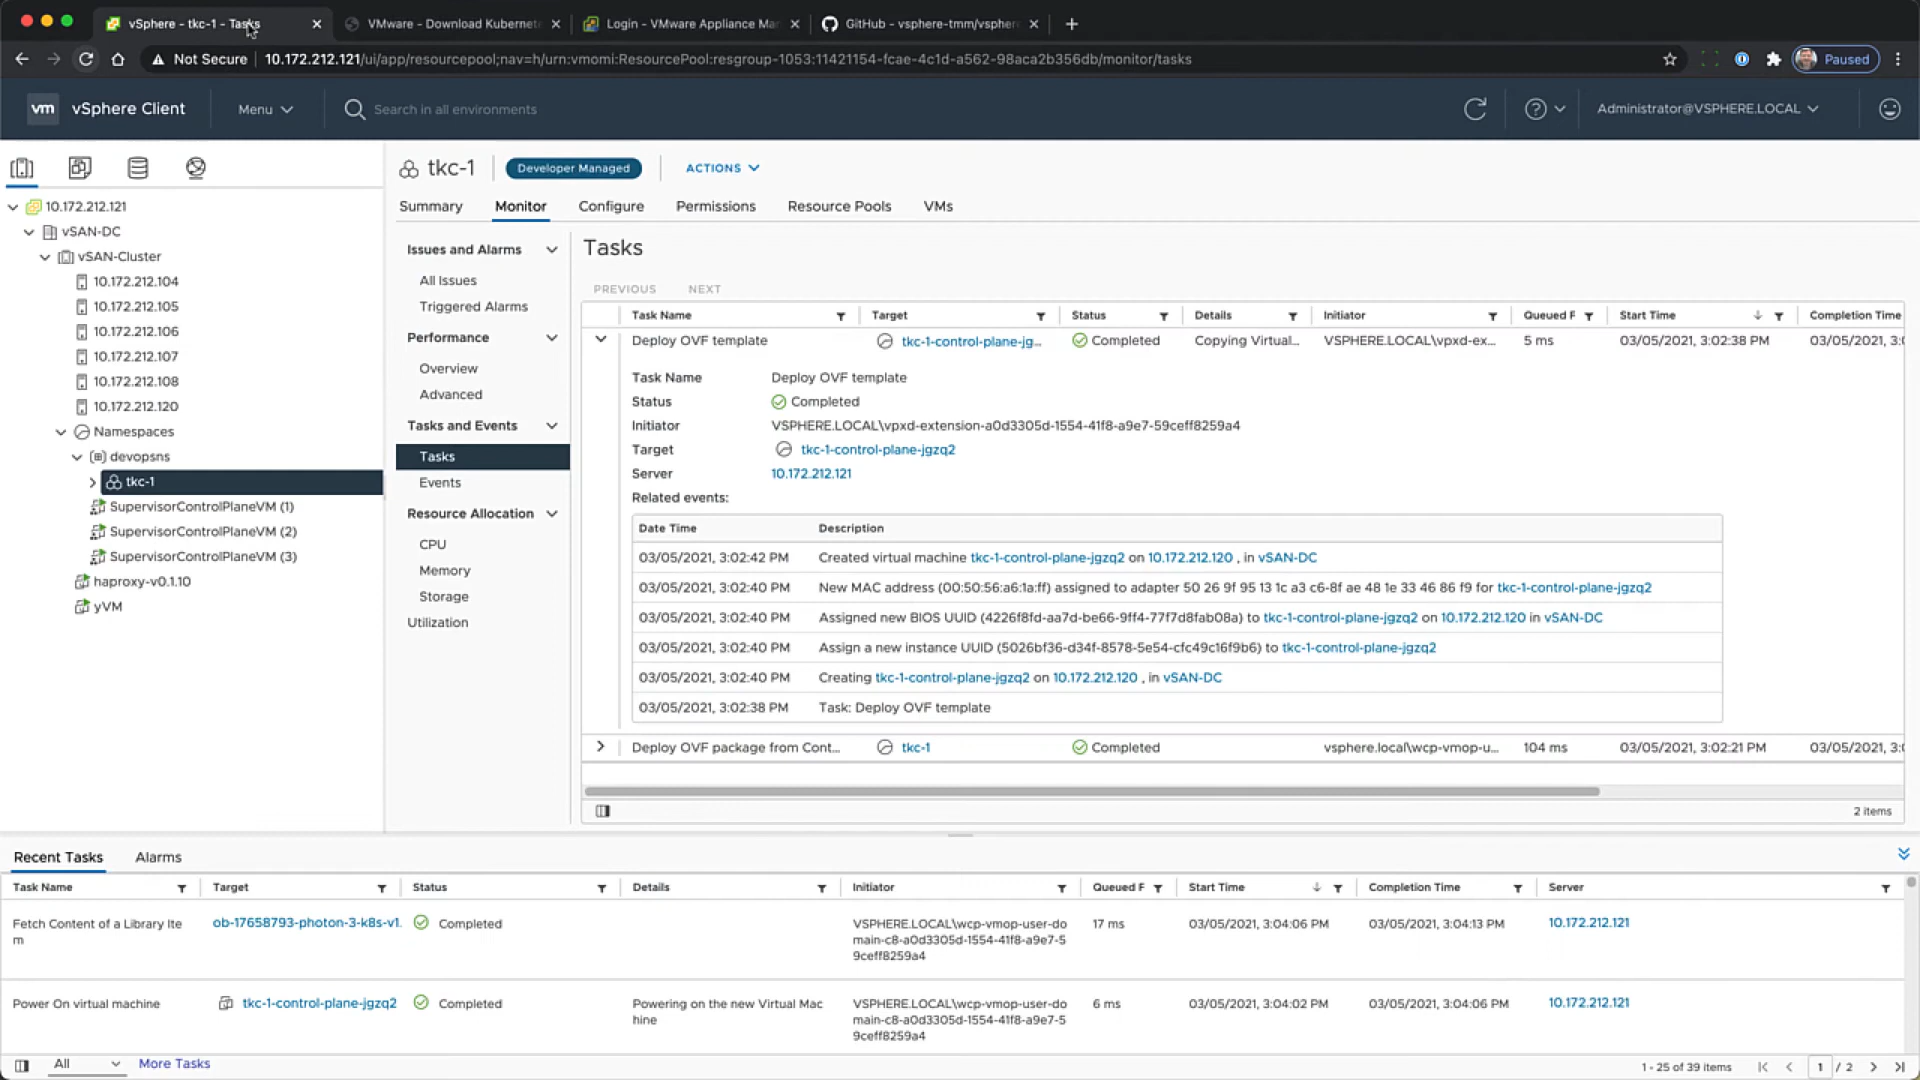 vSphere - tkc-1 - Tasks
VMware - Download Kubernete
Login - VMware Appliance Mar
GitHub - vsphere-tmm/vspher
Not Secure
10.172.212.121/ui/app/resourcepool;nav=h/urn:vmomi:ResourcePool:resgroup-1053:11421154-fcae-4c1d-a562-98aca2b356db/monitor/tasks
Paused
vm
vSphere Client
Menu
Search in all environments
Administrator@VSPHERE.LOCAL
10.172.212.121
vSAN-DC
vSAN-Cluster
10.172.212.104
10.172.212.105
10.172.212.106
10.172.212.107
10.172.212.108
10.172.212.120
Namespaces
devopsns
tkc-1
SupervisorControlPlaneVM (1)
SupervisorControlPlaneVM (2)
SupervisorControlPlaneVM (3)
haproxy-v0.1.10
yVM
tkc-1
Developer Managed
ACTIONS
Summary
Monitor
Configure
Permissions
Resource Pools
VMs
Issues and Alarms
All Issues
Triggered Alarms
Performance
Overview
Advanced
Tasks and Events
Tasks
Events
Resource Allocation
CPU
Memory
Storage
Utilization
Tasks
PREVIOUS NEXT
Task Name Target Status Details Initiator Queued F Start Time Completion Time
Deploy OVF template tkc-1-control-plane-jg... Completed Copying Virtual... VSPHERE.LOCAL\vpxd-ex... 5 ms 03/05/2021, 3:02:38 PM 03/05/2021, 3:0
Task Name Deploy OVF template
Status Completed
Initiator VSPHERE.LOCAL\vpxd-extension-a0d3305d-1554-41f8-a9e7-59ceff8259a4
Target tkc-1-control-plane-jgzq2
Server 10.172.212.121
Related events:
Date Time Description
03/05/2021, 3:02:42 PM Created virtual machine tkc-1-control-plane-jgzq2 on 10.172.212.120 , in vSAN-DC
03/05/2021, 3:02:40 PM New MAC address (00:50:56:a6:1a:ff) assigned to adapter 50 26 9f 95 13 1c a3 c6-8f ae 48 1e 33 46 86 f9 for tkc-1-control-plane-jgzq2
03/05/2021, 3:02:40 PM Assigned new BIOS UUID (4226f8fd-aa7d-be66-9ff4-77f7d8fab08a) to tkc-1-control-plane-jgzq2 on 10.172.212.120 in vSAN-DC
03/05/2021, 3:02:40 PM Assign a new instance UUID (5026bf36-d34f-8578-5e54-cfc49c16f9b6) to tkc-1-control-plane-jgzq2
03/05/2021, 3:02:40 PM Creating tkc-1-control-plane-jgzq2 on 10.172.212.120 , in vSAN-DC
03/05/2021, 3:02:38 PM Task: Deploy OVF template
Deploy OVF package from Cont... tkc-1 Completed vsphere.local\wcp-vmop-u... 104 ms 03/05/2021, 3:02:21 PM 03/05/2021, 3:0
2 items
Recent Tasks Alarms
Task Name Target Status Details Initiator Queued F Start Time Completion Time Server
Fetch Content of a Library Ite ob-17658793-photon-3-k8s-v1. Completed VSPHERE.LOCAL\wcp-vmop-user-do 17 ms 03/05/2021, 3:04:06 PM 03/05/2021, 3:04:13 PM 10.172.212.121
m main-c8-a0d3305d-1554-41f8-a9e7-5
9ceff8259a4
Power On virtual machine tkc-1-control-plane-jgzq2 Completed Powering on the new Virtual Mac VSPHERE.LOCAL\wcp-vmop-user-do 6 ms 03/05/2021, 3:04:02 PM 03/05/2021, 3:04:06 PM 10.172.212.121
hine main-c8-a0d3305d-1554-41f8-a9e7-5
9ceff8259a4
All More Tasks 1 - 25 of 39 items 1 / 2